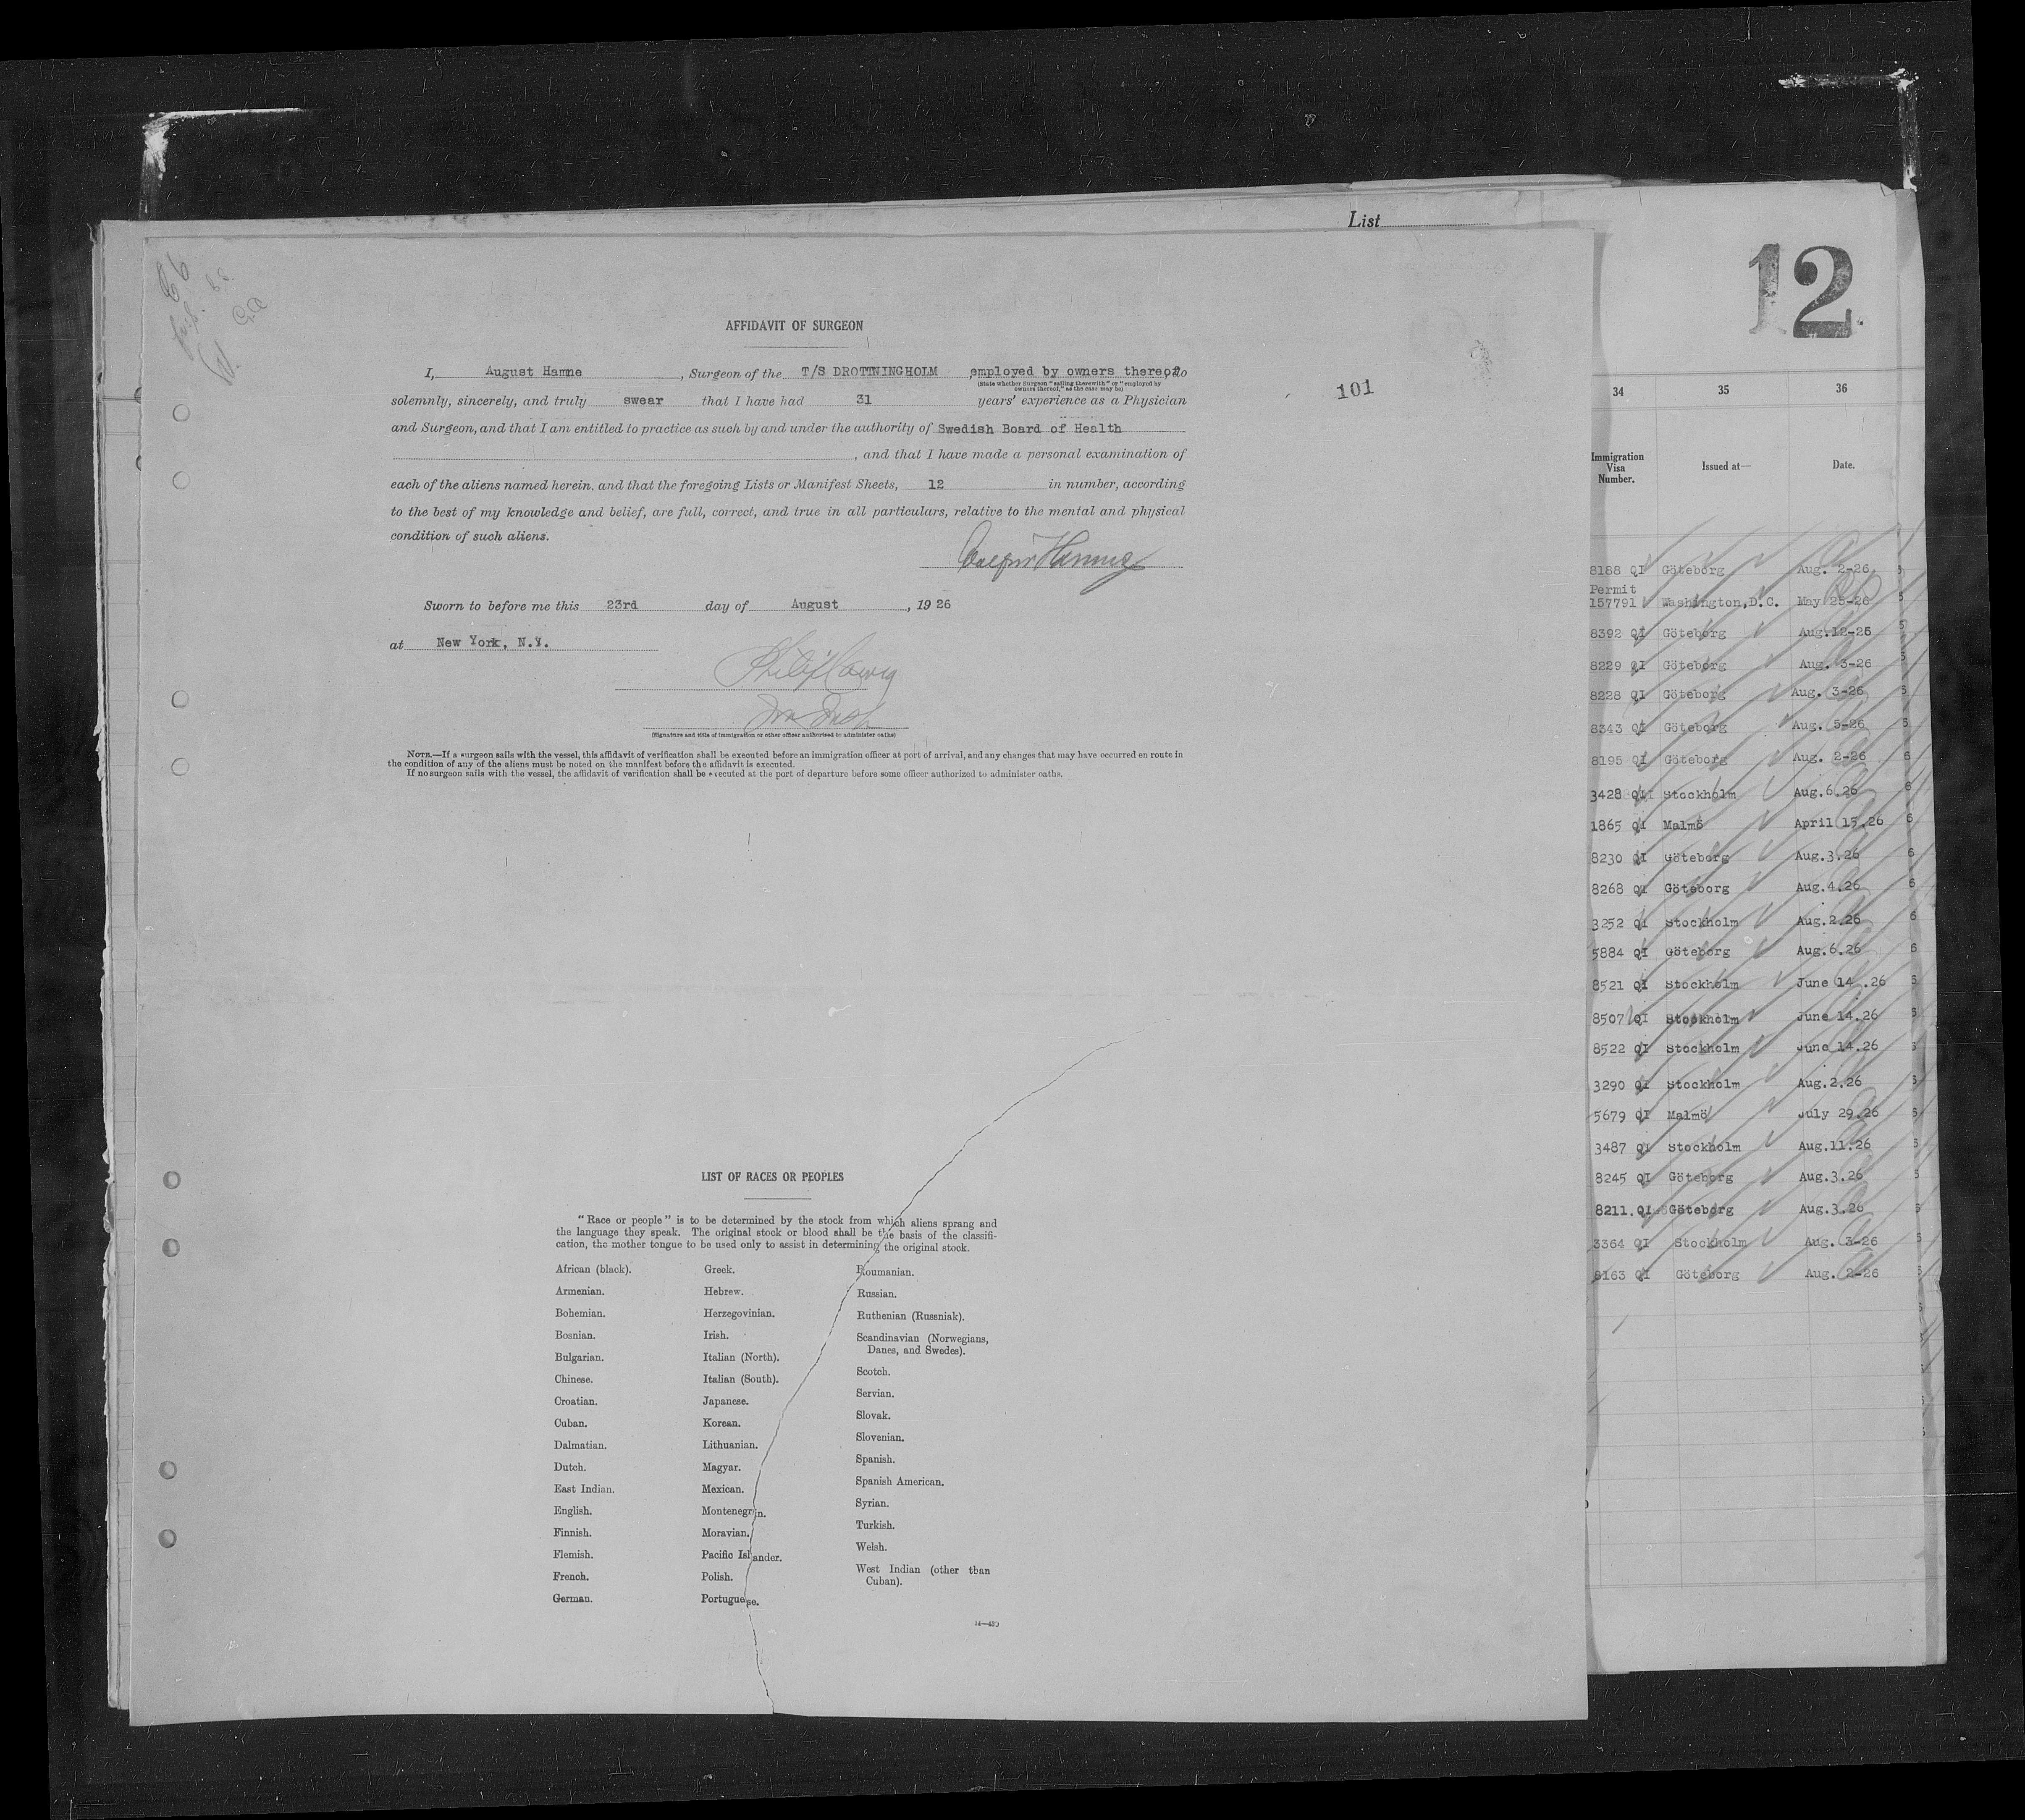 List
12
AFFIDAVIT OF SURGEON
I, August Hamne, Surgeon of the T/S DROTTNINGHOLM employed by owners thereof, do
(State whether Surgeon "sailing therewith" or "employed by
owners thereof," as the case may be)
solemnly, sincerely, and truly swear that I have had 31 years' experience as a Physician
and Surgeon, and that I am entitled to practice as such by and under the authority of Swedish Board of Health
, and that I have made a personal examination of
each of the aliens named herein, and that the foregoing Lists or Manifest Sheets, 12 in number, according
to the best of my knowledge and belief, are full, correct, and true in all particulars, relative to the mental and physical
condition of such aliens.
Sworn to before me this 23rd day of August, 1926
at New York, N.Y.
(Signature and title of immigration or other officer authorized to administer oaths)
NOTE.—If a surgeon sails with the vessel, this affidavit of verification shall be executed before an immigration officer at port of arrival, and any changes that may have occurred en route in
the condition of any of the aliens must be noted on the manifest before the affidavit is executed.
If no surgeon sails with the vessel, the affidavit of verification shall be executed at the port of departure before some officer authorized to administer oaths.
101
LIST OF RACES OR PEOPLES
"Race or people" is to be determined by the stock from which aliens sprang and
the language they speak. The original stock or blood shall be the basis of the classifi-
cation, the mother tongue to be used only to assist in determining the original stock.
African (black).
Armenian.
Bohemian.
Bosnian.
Bulgarian.
Chinese.
Croatian.
Cuban.
Dalmatian.
Dutch.
East Indian.
English.
Finnish.
Flemish.
French.
German.
Greek.
Hebrew.
Herzegovinian.
Irish.
Italian (North).
Italian (South).
Japanese.
Korean.
Lithuanian.
Magyar.
Mexican.
Montenegrin.
Moravian.
Pacific Islander.
Polish.
Portuguese.
Roumanian.
Russian.
Ruthenian (Russniak).
Scandinavian (Norwegians,
Danes, and Swedes).
Scotch.
Servian.
Slovak.
Slovenian.
Spanish.
Spanish American.
Syrian.
Turkish.
Welsh.
West Indian (other than
Cuban).
34 35 36
Immigration
Visa
Number.
Issued at—
Date.
8188 QI Göteborg Aug. 2-26
Permit
157791 Washington,D.C. May 25-26
8392 QI Göteborg Aug.12-26
8229 QI Göteborg Aug. 3-26
8228 QI Göteborg Aug. 3-26
8343 QI Göteborg Aug. 5-26
8195 QI Göteborg Aug. 2-26
3428 QI Stockholm Aug.6.26
1865 QI Malmö April 15.26
8230 QI Göteborg Aug.3.26
8268 QI Göteborg Aug.4.26
3252 QI Stockholm Aug.2.26
5884 QI Göteborg Aug.6.26
8521 QI Stockholm June 14.26
8507 QI Stockholm June 14.26
8522 QI Stockholm June 14.26
3290 QI Stockholm Aug.2.26
5679 QI Malmö July 29.26
3487 QI Stockholm Aug.11.26
8245 QI Göteborg Aug.3.26
8211.QI Göteborg Aug.3.26
3364 QI Stockholm Aug. 3-26
8163 QI Göteborg Aug. 2-26